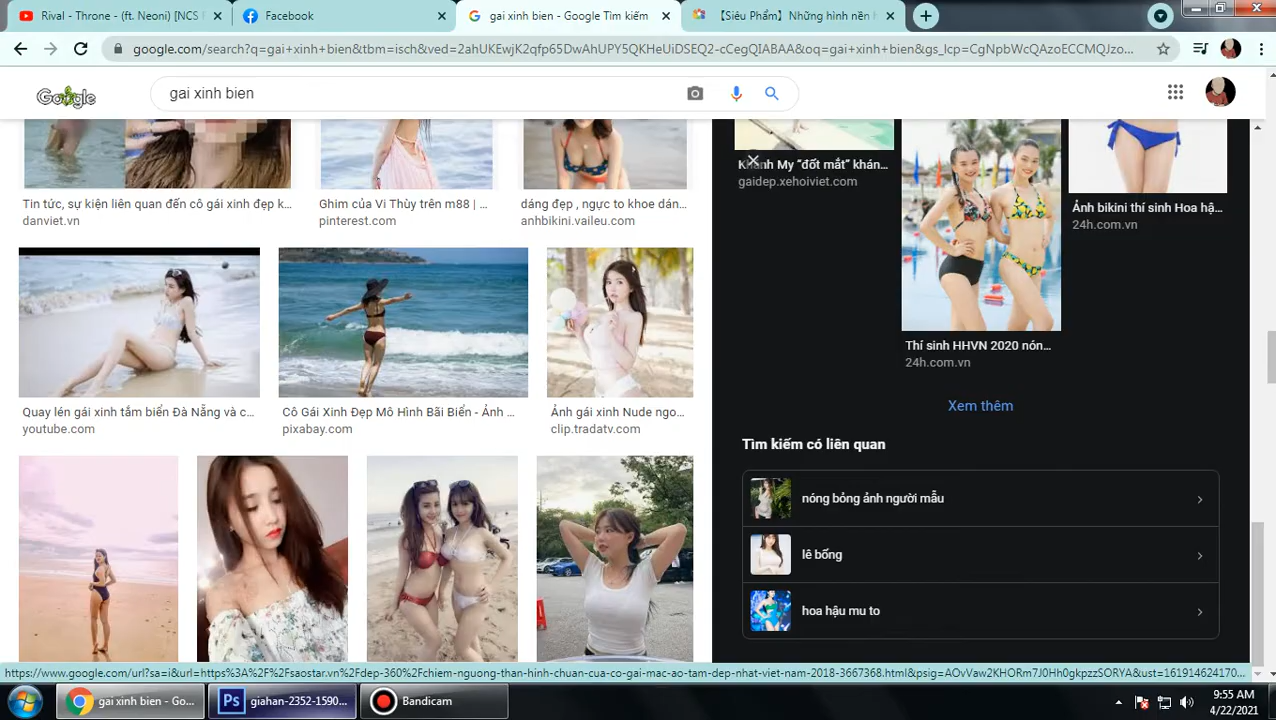 Rival - Throne - (ft. Neoni) [NCS R
Facebook
gai xinh bien - Google Tìm kiếm
【Siêu Phẩm】Những hình nền h
google.com/search?q=gai+xinh+bien&tbm=isch&ved=2ahUKEwjK2qfp65DwAhUPY5QKHeUiDSEQ2-cCegQIABAA&oq=gai+xinh+bien&gs_lcp=CgNpbWcQAzoECCMQJzo...
Google
gai xinh bien
Tin tức, sự kiện liên quan đến cô gái xinh đẹp k...
danviet.vn
Ghim của Vi Thùy trên m88 | ...
pinterest.com
dáng đẹp , ngực to khoe dán...
anhbikini.vaileu.com
Khánh My “đốt mắt” khán...
gaidep.xehoiviet.com
Ảnh bikini thí sinh Hoa hậ...
24h.com.vn
Thí sinh HHVN 2020 nón...
24h.com.vn
Quay lén gái xinh tắm biển Đà Nẵng và c...
youtube.com
Cô Gái Xinh Đẹp Mô Hình Bãi Biển - Ảnh ...
pixabay.com
Ảnh gái xinh Nude ngo...
clip.tradatv.com
Xem thêm
Tìm kiếm có liên quan
nóng bỏng ảnh người mẫu
lê bống
hoa hậu mu to
https://www.google.com/url?sa=i&url=https%3A%2F%2Fsaostar.vn%2Fdep-360%2Fchiem-nguong-than-hinh-chuan-cua-co-gai-mac-ao-tam-dep-nhat-viet-nam-2018-3667368.html&psig=AOvVaw2KHORm7J0Hh0gkpzzSORYA&ust=161914624170...
gai xinh bien - Go...
Ps
giahan-2352-1590...
Bandicam
9:55 AM
4/22/2021